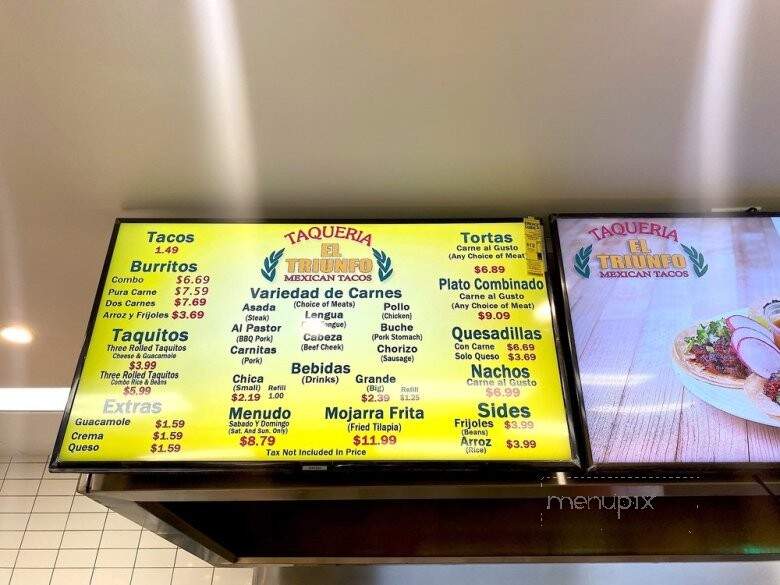 Tacos
1.49
Burritos
Combo $6.69
Pura Carne $7.59
Dos Carnes $7.69
Arroz y Frijoles $3.69
Taquitos
Three Rolled Taquitos
Cheese & Guacamole
$3.99
Three Rolled Taquitos
Combo Rice & Beans
$5.99
Extras
Guacamole $1.59
Crema $1.59
Queso $1.59
TAQUERIA
EL
TRIUNFO
MEXICAN TACOS
Variedad de Carnes
(Choice of Meats)
Asada
(Steak)
Al Pastor
(BBQ Pork)
Carnitas
(Pork)
Lengua
Cabeza
(Beef Cheek)
Pollo
(Chicken)
Buche
(Pork Stomach)
Chorizo
(Sausage)
Bebidas
(Drinks)
Chica
(Small) Refill
$2.19 1.00
Grande
(Big) Refill
$2.39 $1.25
Menudo
Sabado Y Domingo
(Sat. And Sun. Only)
$8.79
Mojarra Frita
(Fried Tilapia)
$11.99
Tax Not Included In Price
Tortas
Carne al Gusto
(Any Choice of Meat)
$6.89
Plato Combinado
Carne al Gusto
(Any Choice of Meat)
$9.09
Quesadillas
Con Carne $6.69
Solo Queso $3.69
Nachos
Carne al Gusto
$6.99
Sides
Frijoles $3.99
(Beans)
Arroz $3.99
(Rice)
TAQUERIA
EL
TRIUNFO
MEXICAN TACOS
menupix